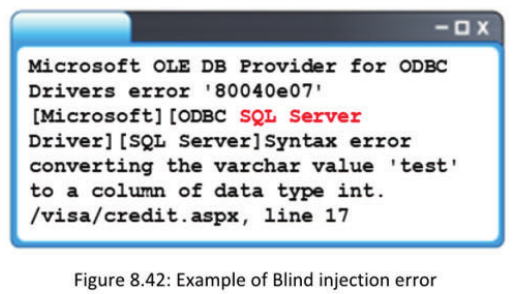 Microsoft OLE DB Provider for ODBC
Drivers error '80040e07'
[Microsoft][ODBC SQL Server
Driver][SQL Server]Syntax error
converting the varchar value 'test'
to a column of data type int.
/visa/credit.aspx, line 17
Figure 8.42: Example of Blind injection error